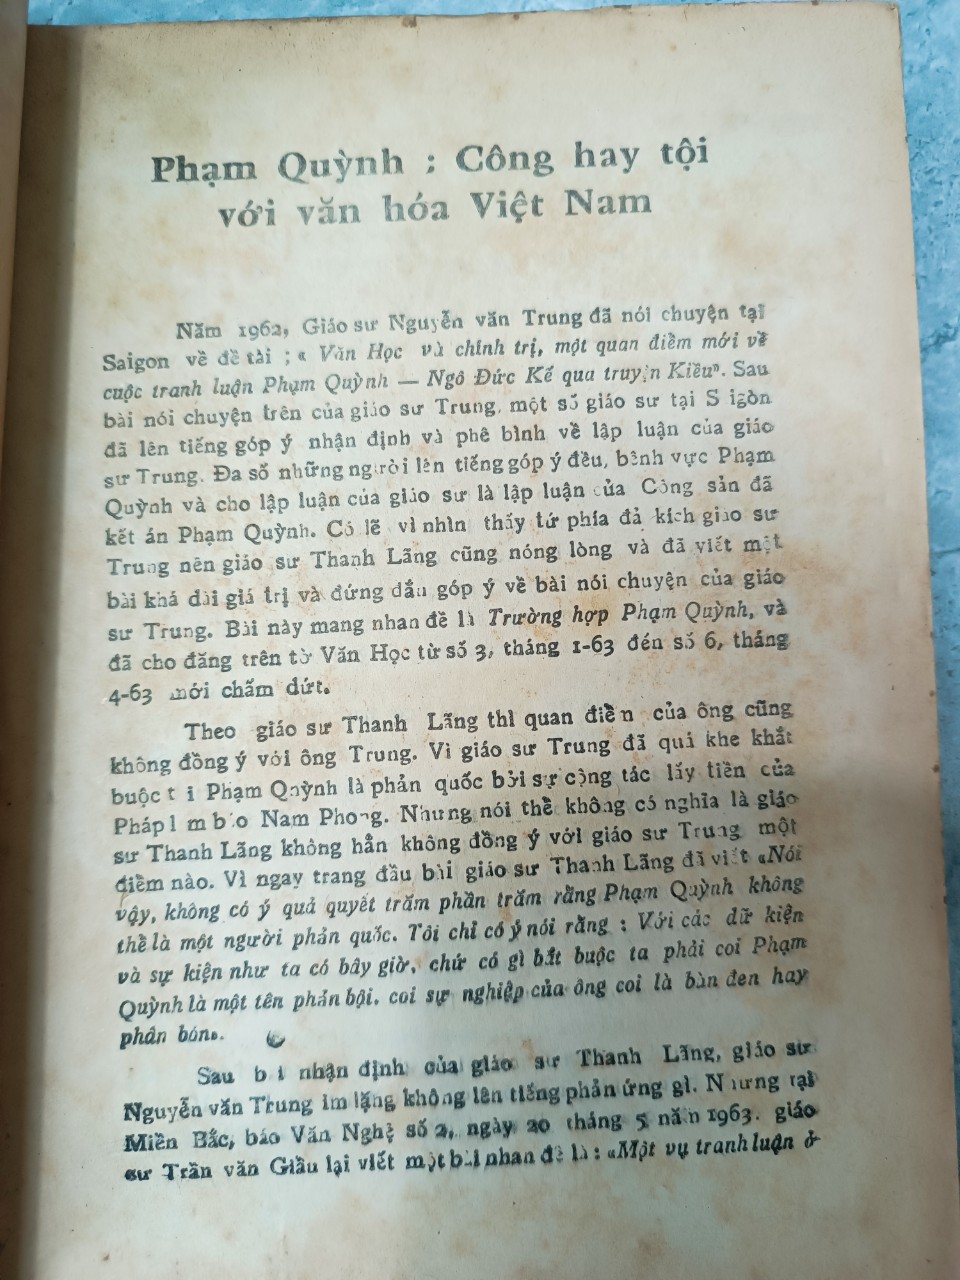 Phạm Quỳnh : Công hay tội
với văn hóa Việt Nam
Năm 1962, Giáo sư Nguyễn văn Trung đã nói chuyện tại
Saigon về đề tài ; « Văn Học và chính trị, một quan điểm mới về
cuộc tranh luận Phạm Quỳnh — Ngô Đức Kế qua truyện Kiều". Sau
bài nói chuyện trên của giáo sư Trung, một số giáo sư tại S igòn
đã lên tiếng góp ý nhận định và phê bình về lập luận của giáo
sư Trung. Đa số những người lên tiếng góp ý đều, bênh vực Phạm
Quỳnh và cho lập luận của giáo sư là lập luận của Cộng sản đã
kết án Phạm Quỳnh. Có lẽ vì nhìn thấy tứ phía đả kích giáo sư
Trung nên giáo sư Thanh Lãng cũng nóng lòng và đã viết một
bài khá dài giá trị và đứng đắn góp ý về bài nói chuyện của giáo
sư Trung. Bài này mang nhan đề là Trường hợp Phạm Quỳnh, và
đã cho đăng trên tờ Văn Học từ số 3, tháng 1-63 đến số 6, tháng
4-63 mới chấm dứt.
Theo giáo sư Thanh Lãng thì quan điểm của ông cũng
không đồng ý với ông Trung. Vì giáo sư Trung đã quá khe khắt
buộc t i Phạm Quỳnh là phản quốc bởi sự cộng tác lấy tiền của
Pháp l m b o Nam Phong. Nhưng nói thế không có nghĩa là giáo
sư Thanh Lãng không hẳn không đồng ý với giáo sư Trung một
điểm nào. Vì ngay trang đầu bài giáo sư Thanh Lãng đã viết «Nói
vậy, không có ý quả quyết trăm phần trăm rằng Phạm Quỳnh không
thề là một người phản quốc. Tôi chỉ có ý nói rằng : Với các dữ kiện
và sự kiện như ta có bây giờ, chứ có gì bắt buộc ta phải coi Phạm
Quỳnh là một tên phản bội, coi sự nghiệp của ông coi là bàn đen hay
phân bón».
Sau b i nhận định của giáo sư Thanh Lãng, giáo sư
Nguyễn văn Trung im lặng không lên tiếng phản ứng gì. Nhưng tại
Miền Bắc, báo Văn Nghệ số 2, ngày 20 tháng 5 năm 1963. giáo
sư Trần văn Giầu lại viết một bài nhan đề là : «Một vụ tranh luận ở